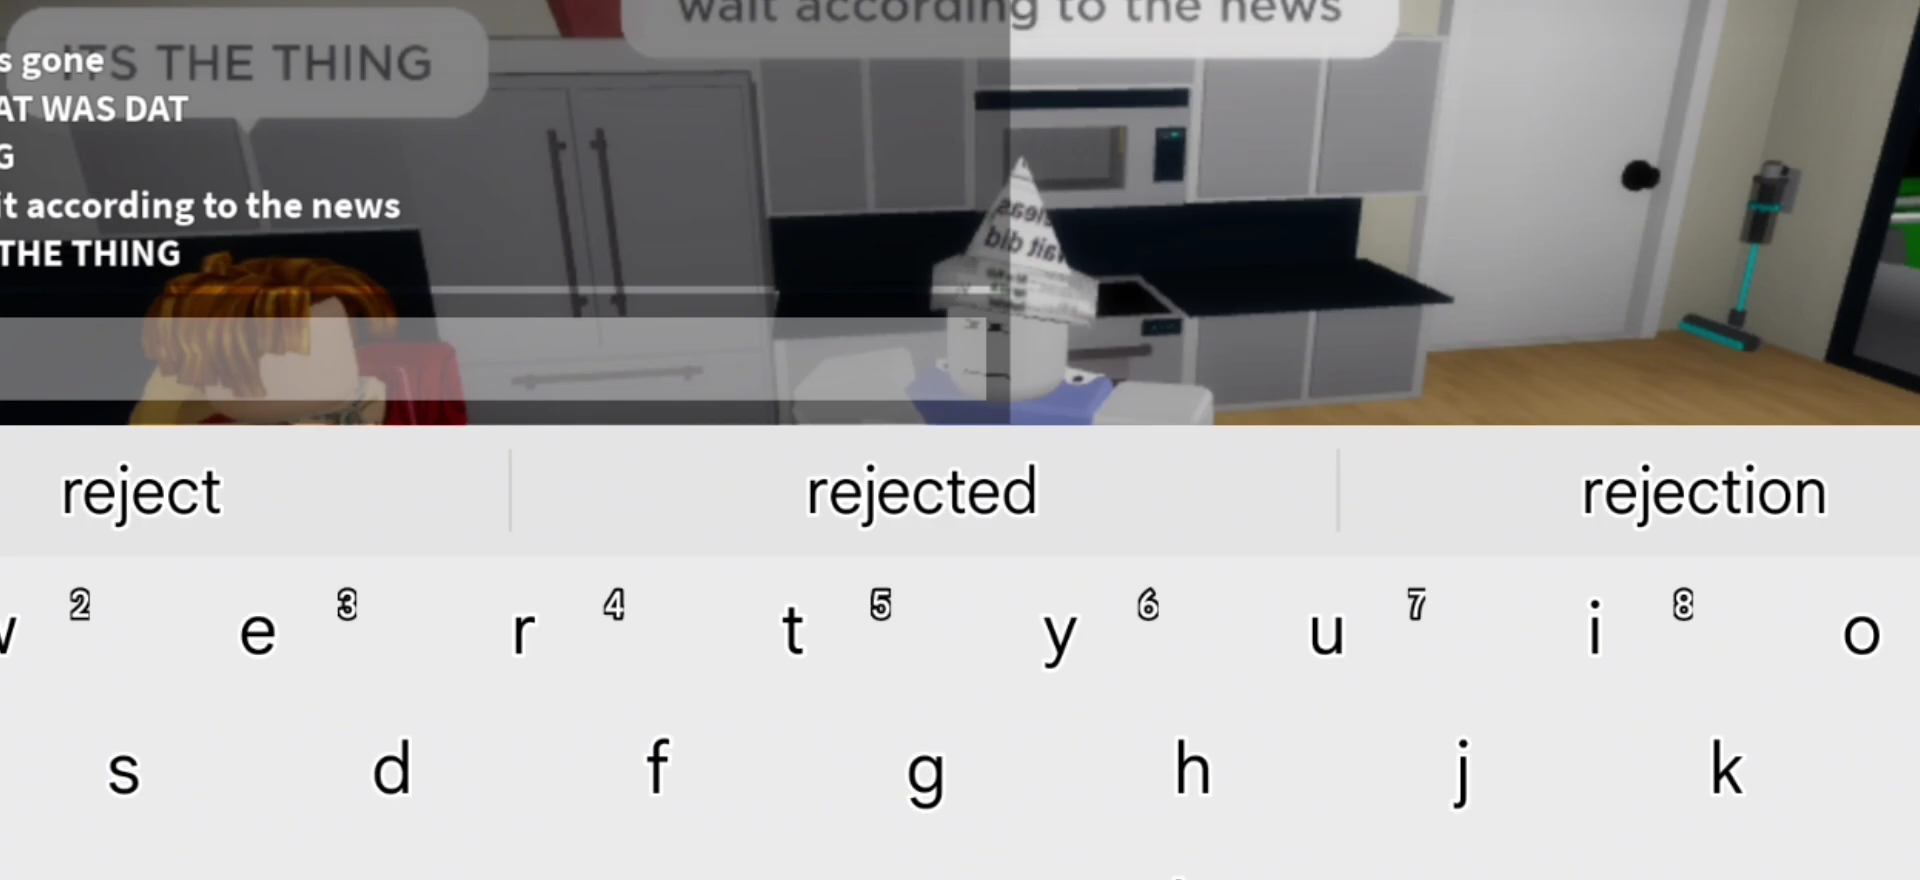 wait according to the news
ITS THE THING
s gone
AT WAS DAT
G
it according to the news
THE THING
reject rejected rejection
w 2 e 3 r 4 t 5 y 6 u 7 i 8 o
s d f g h j k